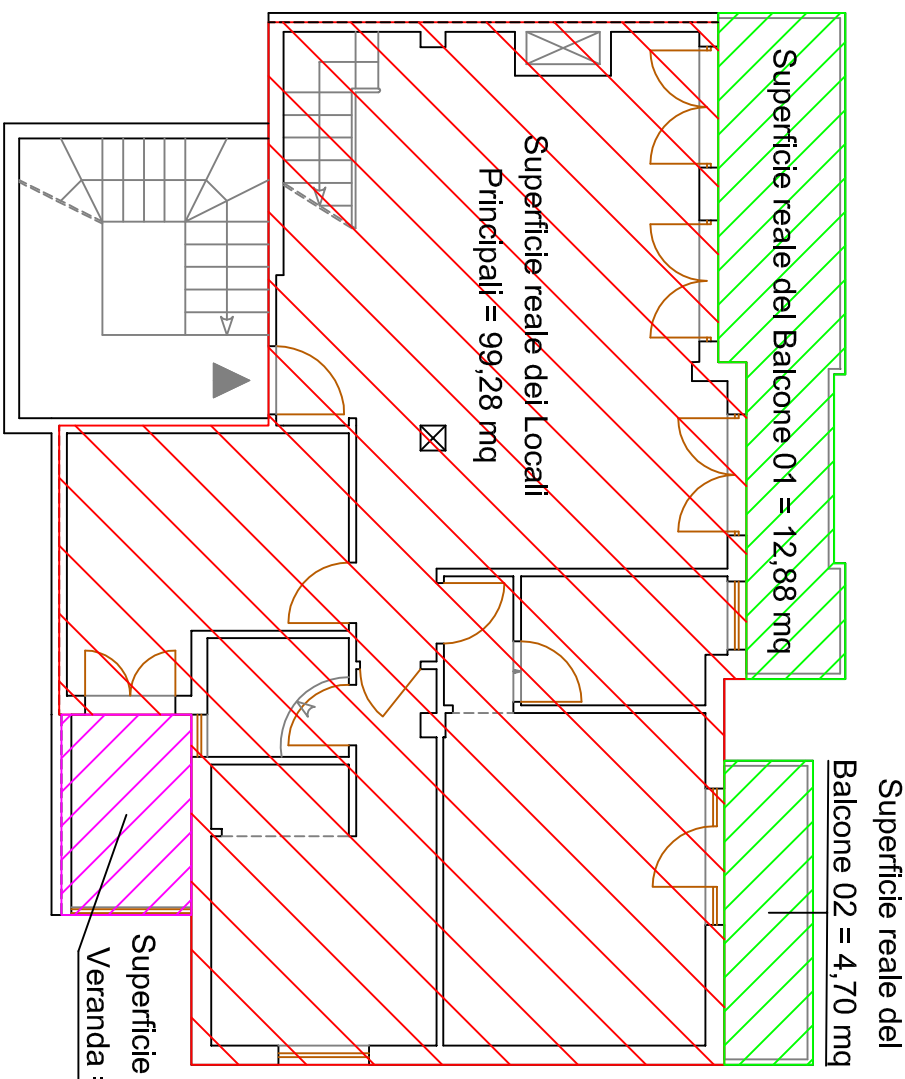 Superficie reale del Balcone 01 = 12,88 mq
Superficie reale dei Locali
Principali = 99,28 mq
Superficie reale del
Balcone 02 = 4,70 mq
Superficie
Veranda =